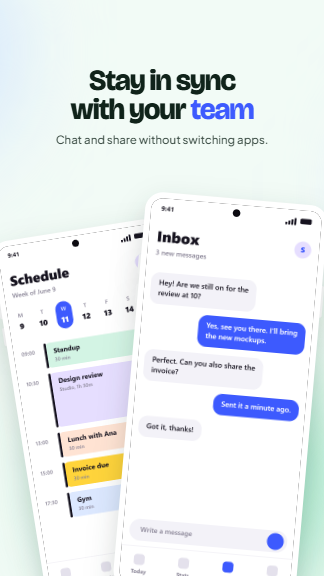 Stay in sync
with your team
Chat and share without switching apps.
9:41
Schedule
Week of June 9
M T W T F S
9 10 11 12 13 14
09:00
Standup
30 min
10:30
Design review
Studio, 1h 30m
13:00
Lunch with Ana
15:00
Invoice due
17:30
Gym
9:41
Inbox
3 new messages
S
Hey! Are we still on for the
review at 10?
Yes, see you there. I'll bring
the new mockups.
Perfect. Can you also share the
invoice?
Sent it a minute ago.
Got it, thanks!
Write a message
Today